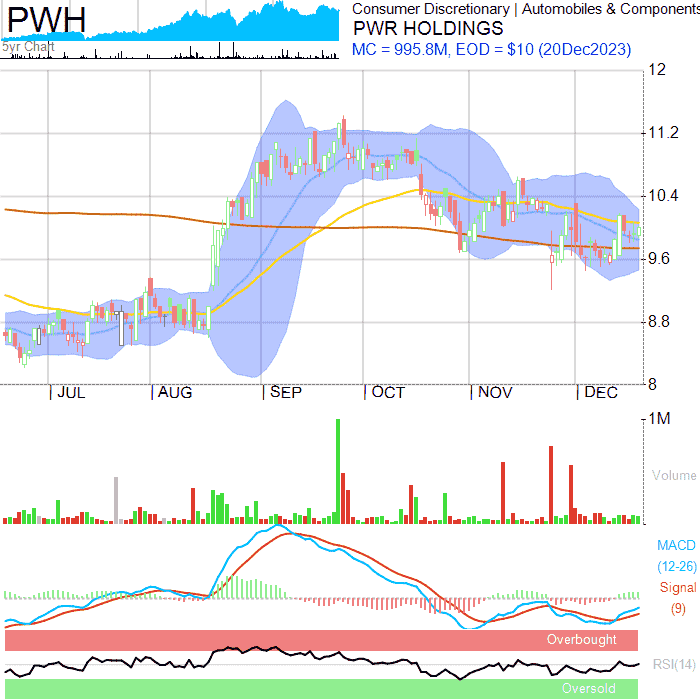 PWH
Consumer Discretionary | Automobiles & Components
PWR HOLDINGS
5yr Chart
MC = 995.8M, EOD = $10 (20Dec2023)
12
11.2
10.4
9.6
8.8
8
JUL
AUG
SEP
OCT
NOV
DEC
1M
Volume
MACD
(12-26)
Signal
(9)
Overbought
RSI(14)
Oversold